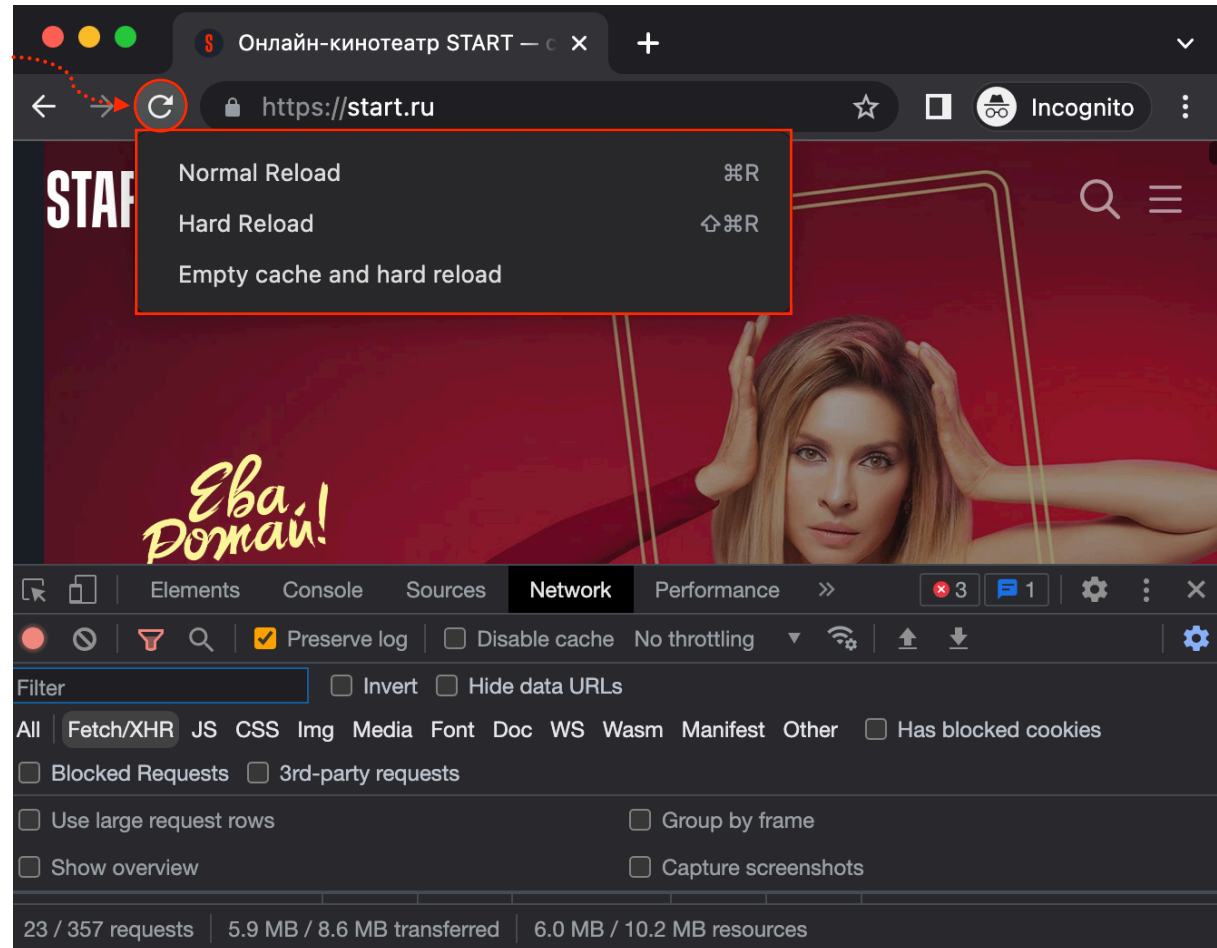 Онлайн-кинотеатр START — с
https://start.ru
Incognito
Normal Reload ⌘R
Hard Reload ⇧⌘R
Empty cache and hard reload
STAR
Ева,
Рожай!
Elements Console Sources Network Performance » 3 1
Preserve log Disable cache No throttling
Filter Invert Hide data URLs
All Fetch/XHR JS CSS Img Media Font Doc WS Wasm Manifest Other Has blocked cookies
Blocked Requests 3rd-party requests
Use large request rows Group by frame
Show overview Capture screenshots
23 / 357 requests 5.9 MB / 8.6 MB transferred 6.0 MB / 10.2 MB resources